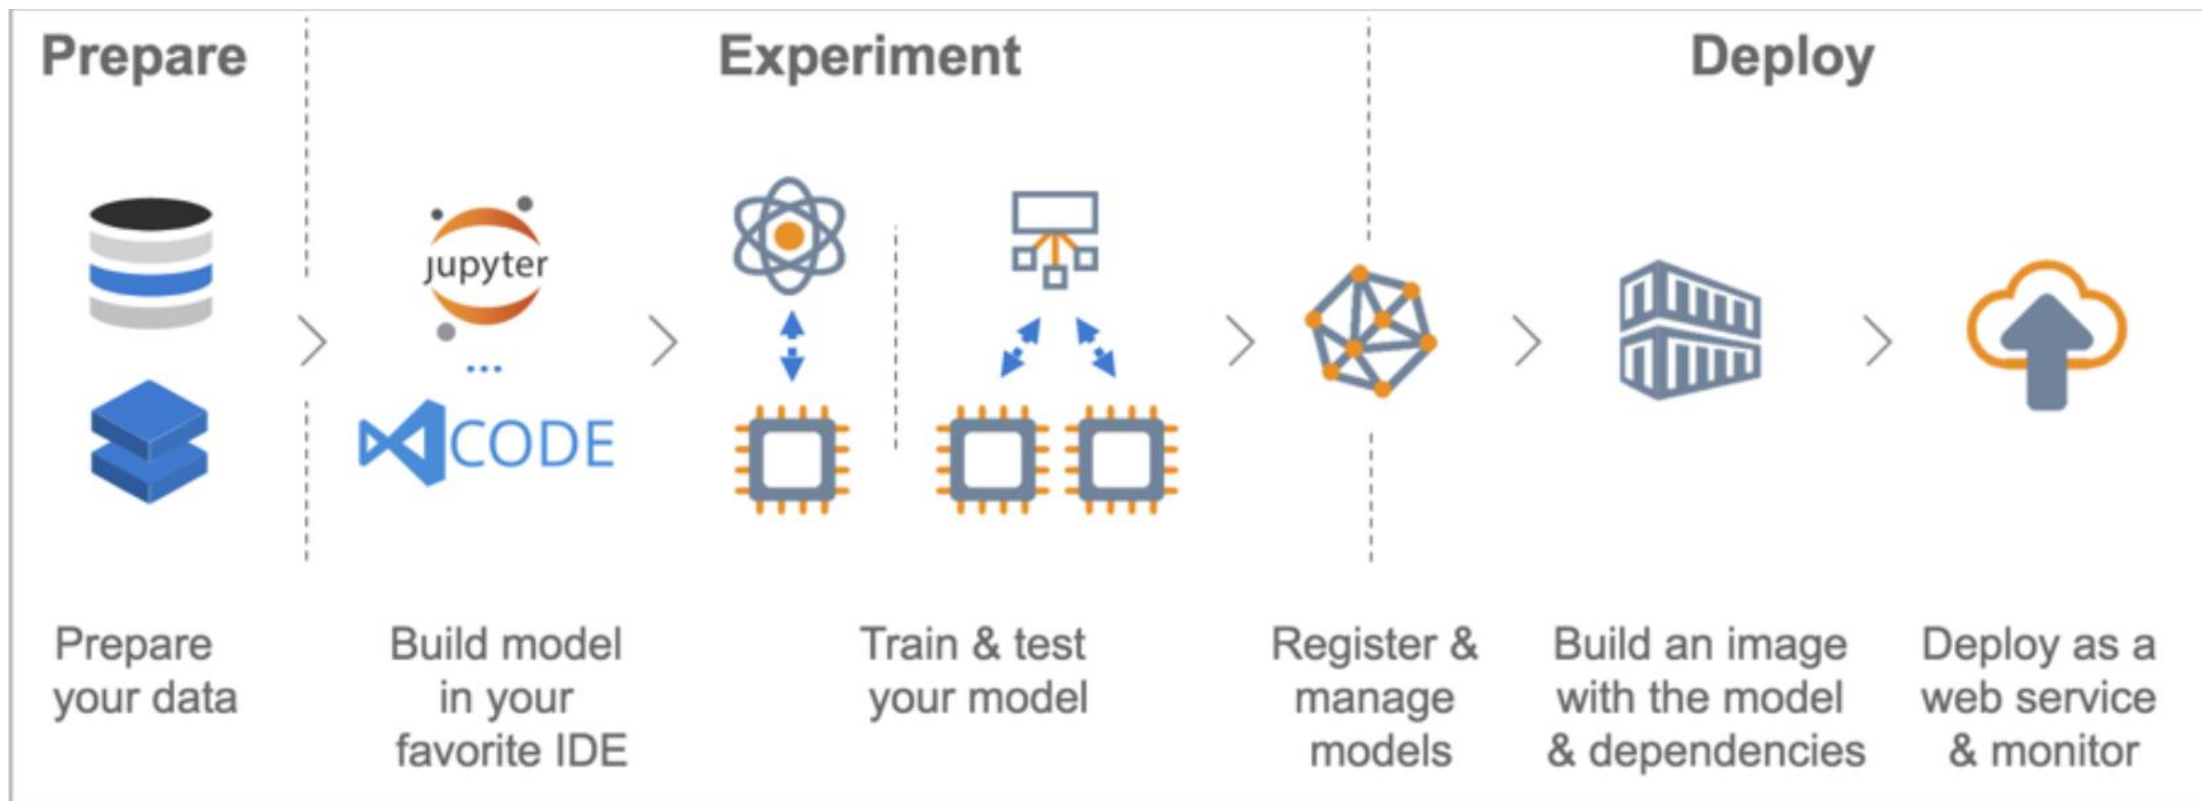 Prepare
Experiment
Deploy
jupyter
...
CODE
Prepare
your data
Build model
in your
favorite IDE
Train & test
your model
Register &
manage
models
Build an image
with the model
& dependencies
Deploy as a
web service
& monitor